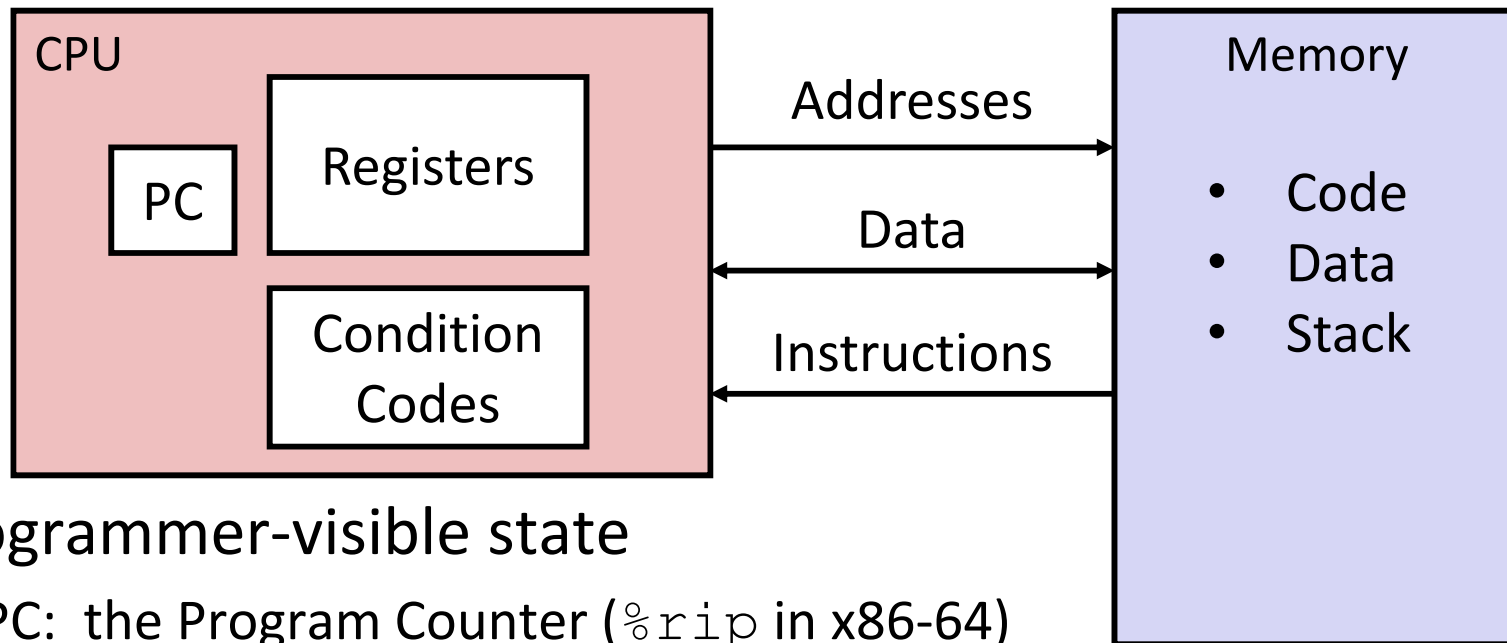 CPU
PC
Registers
Condition
Codes
Addresses
Data
Instructions
Memory
• Code
• Data
• Stack
ogrammer-visible state
PC: the Program Counter (%rip in x86-64)